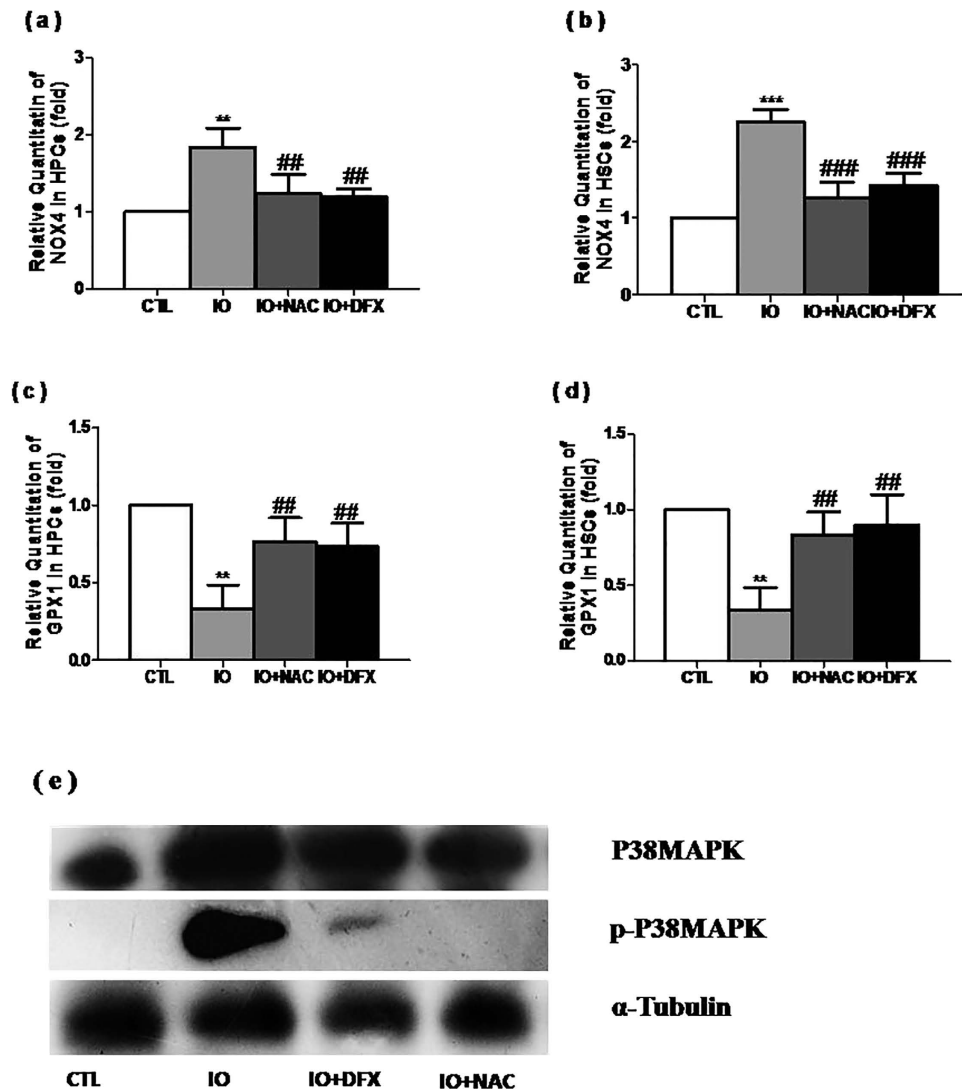 (a)
Relative Quantitatin of
NOX4 in HPCs (fold)
3
2
1
0
**
##
##
CTL IO IO+NAC IO+DFX
(b)
Relative Quantitation of
NOX4 in HSCs (fold)
3
2
1
0
***
###
###
CTL IO IO+NAC IO+DFX
(c)
Relative Quantitation of
GPX1 in HPCs (fold)
1.5
1.0
0.5
0.0
**
##
##
CTL IO IO+NAC IO+DFX
(d)
Relative Quantitation of
GPX1 in HSCs (fold)
1.5
1.0
0.5
0.0
**
##
##
CTL IO IO+NAC IO+DFX
(e)
P38MAPK
p-P38MAPK
α-Tubulin
CTL IO IO+DFX IO+NAC